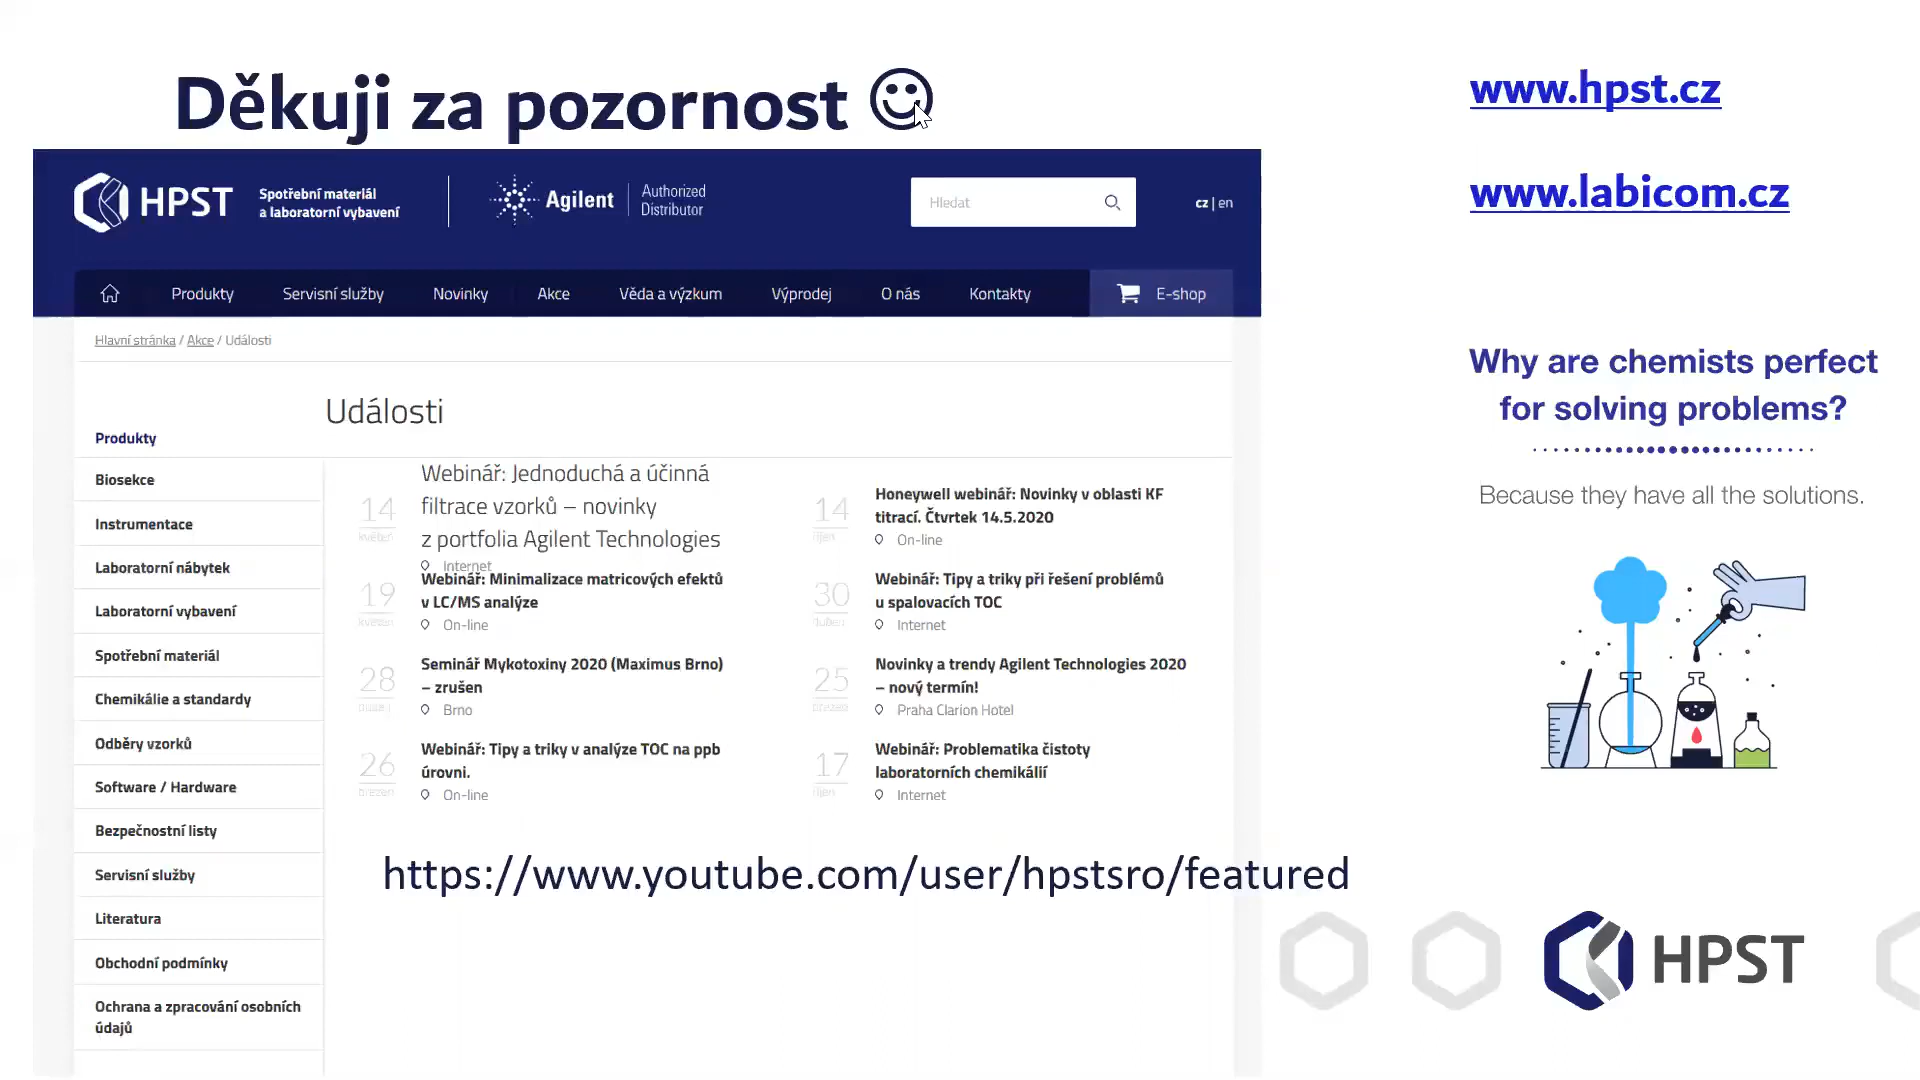 Děkuji za pozornost
www.hpst.cz
www.labicom.cz
HPST
Spotřební materiál
a laboratorní vybavení
Agilent
Authorized
Distributor
Hledat
cz | en
Produkty
Servisní služby
Novinky
Akce
Věda a výzkum
Výprodej
O nás
Kontakty
E-shop
Hlavní stránka / Akce / Události
Události
Produkty
Biosekce
Instrumentace
Laboratorní nábytek
Laboratorní vybavení
Spotřební materiál
Chemikálie a standardy
Odběry vzorků
Software / Hardware
Bezpečnostní listy
Servisní služby
Literatura
Obchodní podmínky
Ochrana a zpracování osobních
údajů
14
květen
Webinář: Jednoduchá a účinná
filtrace vzorků – novinky
z portfolia Agilent Technologies
Internet
14
říjen
Honeywell webinář: Novinky v oblasti KF
titrací. Čtvrtek 14.5.2020
On-line
19
květen
Webinář: Minimalizace matricových efektů
v LC/MS analýze
On-line
30
duben
Webinář: Tipy a triky při řešení problémů
u spalovacích TOC
Internet
28
Seminář Mykotoxiny 2020 (Maximus Brno)
– zrušen
Brno
25
Novinky a trendy Agilent Technologies 2020
– nový termín!
Praha Clarion Hotel
26
březen
Webinář: Tipy a triky v analýze TOC na ppb
úrovni.
On-line
17
říjen
Webinář: Problematika čistoty
laboratorních chemikálií
Internet
https://www.youtube.com/user/hpstsro/featured
Why are chemists perfect
for solving problems?
Because they have all the solutions.
HPST